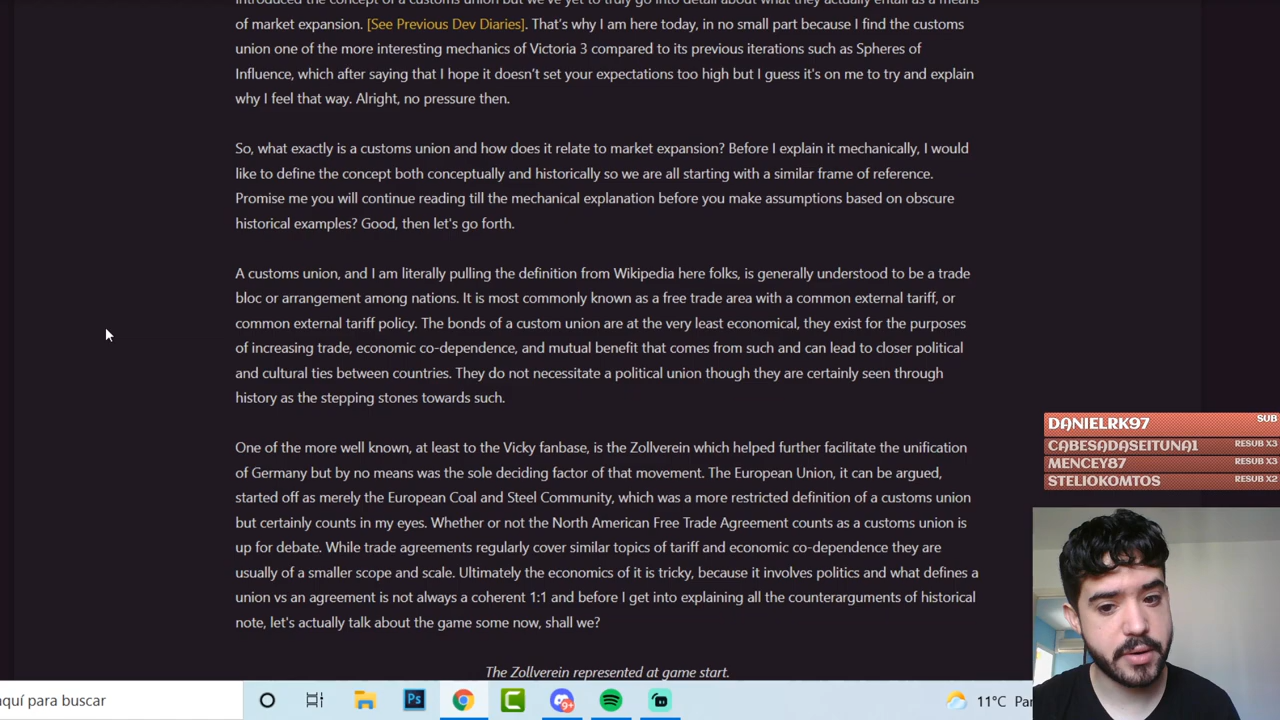 introduced the concept of a customs union but we've yet to truly go into detail about what they actually entail as a means
of market expansion. [See Previous Dev Diaries]. That's why I am here today, in no small part because I find the customs
union one of the more interesting mechanics of Victoria 3 compared to its previous iterations such as Spheres of
Influence, which after saying that I hope it doesn't set your expectations too high but I guess it's on me to try and explain
why I feel that way. Alright, no pressure then.
So, what exactly is a customs union and how does it relate to market expansion? Before I explain it mechanically, I would
like to define the concept both conceptually and historically so we are all starting with a similar frame of reference.
Promise me you will continue reading till the mechanical explanation before you make assumptions based on obscure
historical examples? Good, then let's go forth.
A customs union, and I am literally pulling the definition from Wikipedia here folks, is generally understood to be a trade
bloc or arrangement among nations. It is most commonly known as a free trade area with a common external tariff, or
common external tariff policy. The bonds of a custom union are at the very least economical, they exist for the purposes
of increasing trade, economic co-dependence, and mutual benefit that comes from such and can lead to closer political
and cultural ties between countries. They do not necessitate a political union though they are certainly seen through
history as the stepping stones towards such.
One of the more well known, at least to the Vicky fanbase, is the Zollverein which helped further facilitate the unification
of Germany but by no means was the sole deciding factor of that movement. The European Union, it can be argued,
started off as merely the European Coal and Steel Community, which was a more restricted definition of a customs union
but certainly counts in my eyes. Whether or not the North American Free Trade Agreement counts as a customs union is
up for debate. While trade agreements regularly cover similar topics of tariff and economic co-dependence they are
usually of a smaller scope and scale. Ultimately the economics of it is tricky, because it involves politics and what defines a
union vs an agreement is not always a coherent 1:1 and before I get into explaining all the counterarguments of historical
note, let's actually talk about the game some now, shall we?
The Zollverein represented at game start.
DANIELRK97 SUB
CABESADASEITUNA1 RESUB X3
MENCEY87 RESUB X3
STELIOKOMTOS RESUB X2
aquí para buscar
Ps
9+
11°C Par